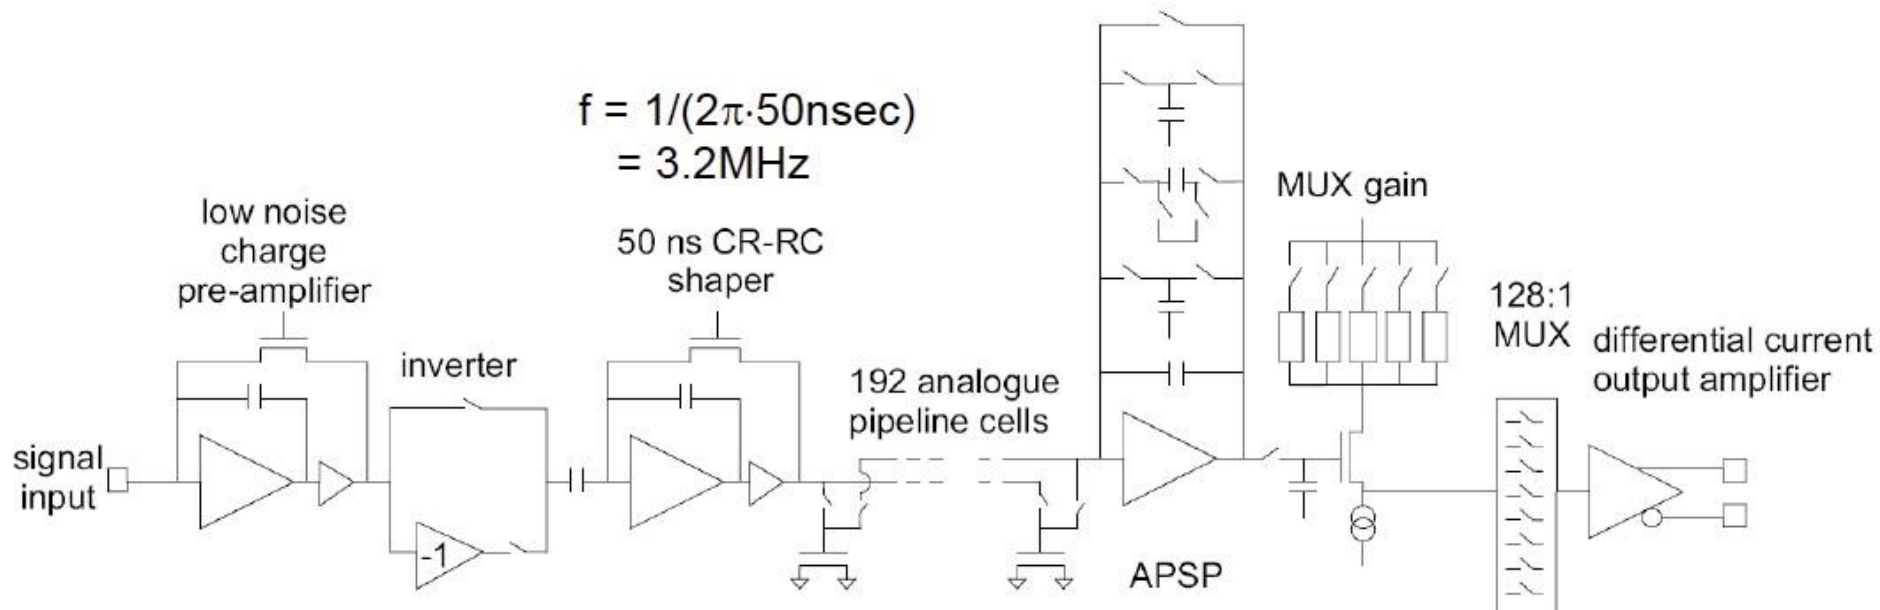 f = 1/(2π·50nsec)
= 3.2MHz
low noise
charge
pre-amplifier
50 ns CR-RC
shaper
MUX gain
128:1
MUX
differential current
output amplifier
inverter
192 analogue
pipeline cells
signal
input
-1
APSP